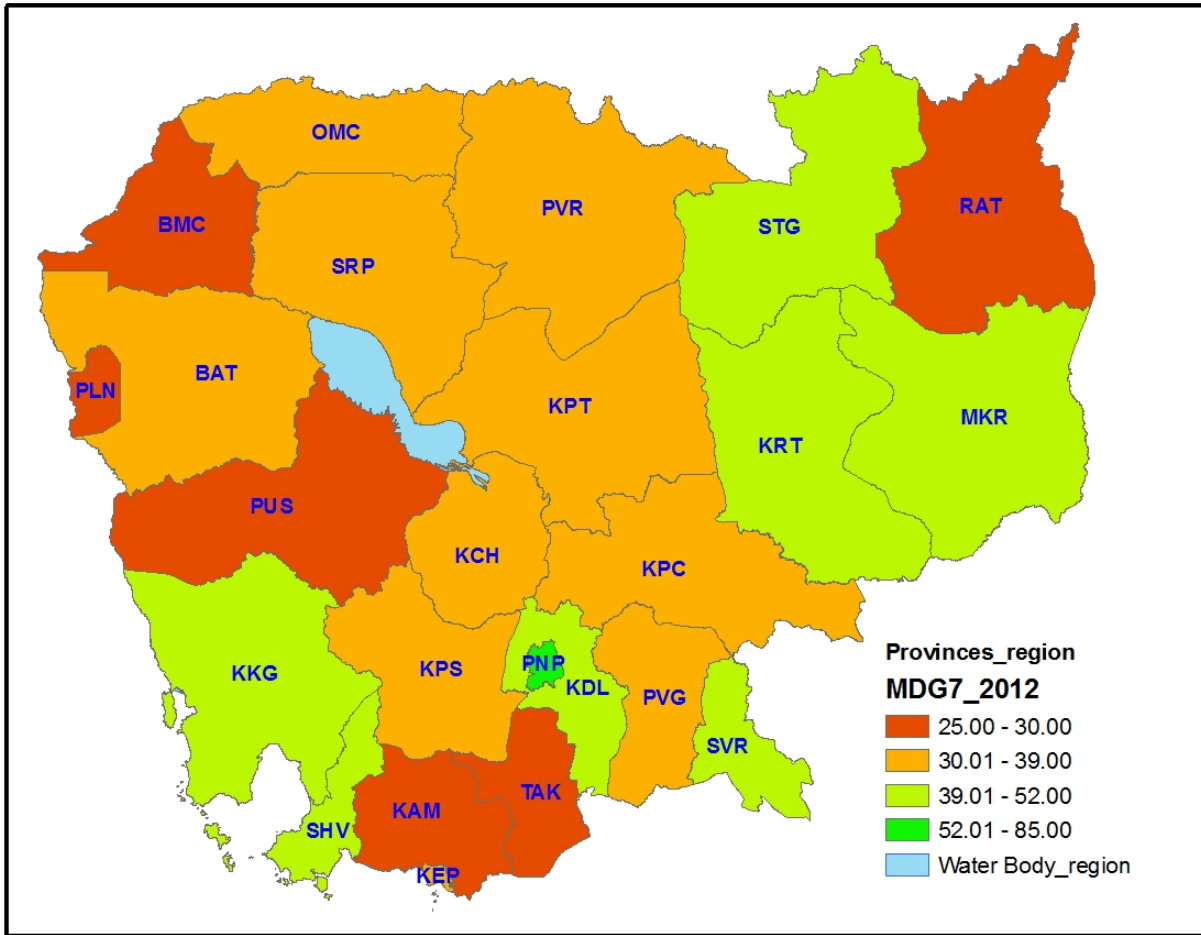 OMC
BMC
PVR
RAT
STG
SRP
BAT
PLN
KPT
MKR
KRT
PUS
KCH
KPC
PNP
KPS
KKG
KDL
PVG
SVR
TAK
KAM
SHV
KEP
Provinces_region
MDG7_2012
25.00 - 30.00
30.01 - 39.00
39.01 - 52.00
52.01 - 85.00
Water Body_region